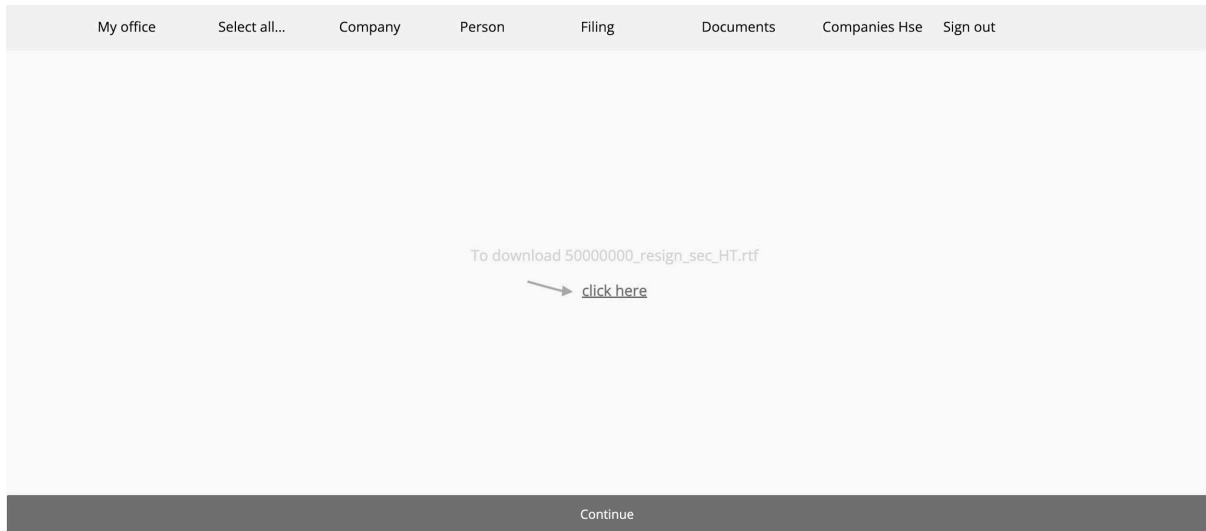 My office Select all... Company Person Filing Documents Companies Hse Sign out
To download 50000000_resign_sec_HT.rtf
click here
Continue